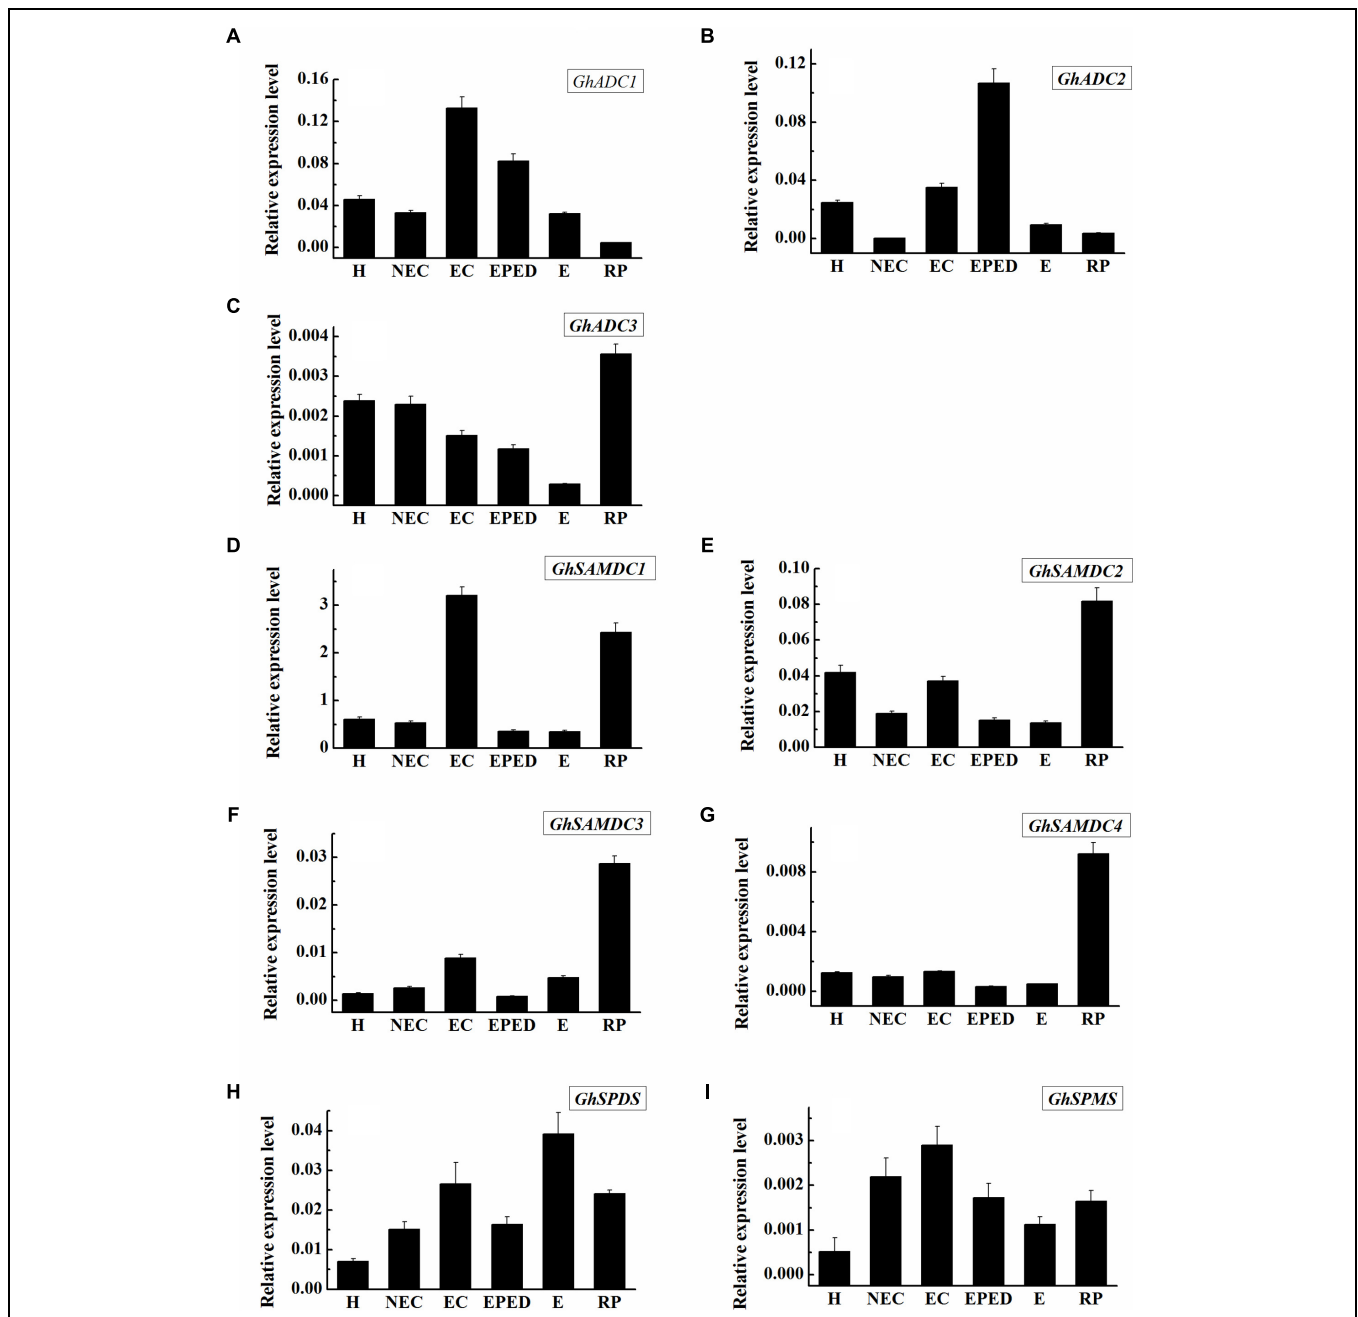 A
GhADC1
Relative expression level
0.16
0.12
0.08
0.04
0.00
H NEC EC EPED E RP
B
GhADC2
Relative expression level
0.12
0.08
0.04
0.00
H NEC EC EPED E RP
C
GhADC3
Relative expression level
0.004
0.003
0.002
0.001
0.000
H NEC EC EPED E RP
D
GhSAMDC1
Relative expression level
3
2
1
0
H NEC EC EPED E RP
E
GhSAMDC2
Relative expression level
0.10
0.08
0.06
0.04
0.02
0.00
H NEC EC EPED E RP
F
GhSAMDC3
Relative expression level
0.03
0.02
0.01
0.00
H NEC EC EPED E RP
G
GhSAMDC4
Relative expression level
0.008
0.004
0.000
H NEC EC EPED E RP
H
GhSPDS
Relative expression level
0.04
0.03
0.02
0.01
0.00
H NEC EC EPED E RP
I
GhSPMS
Relative expression level
0.003
0.002
0.001
0.000
H NEC EC EPED E RP